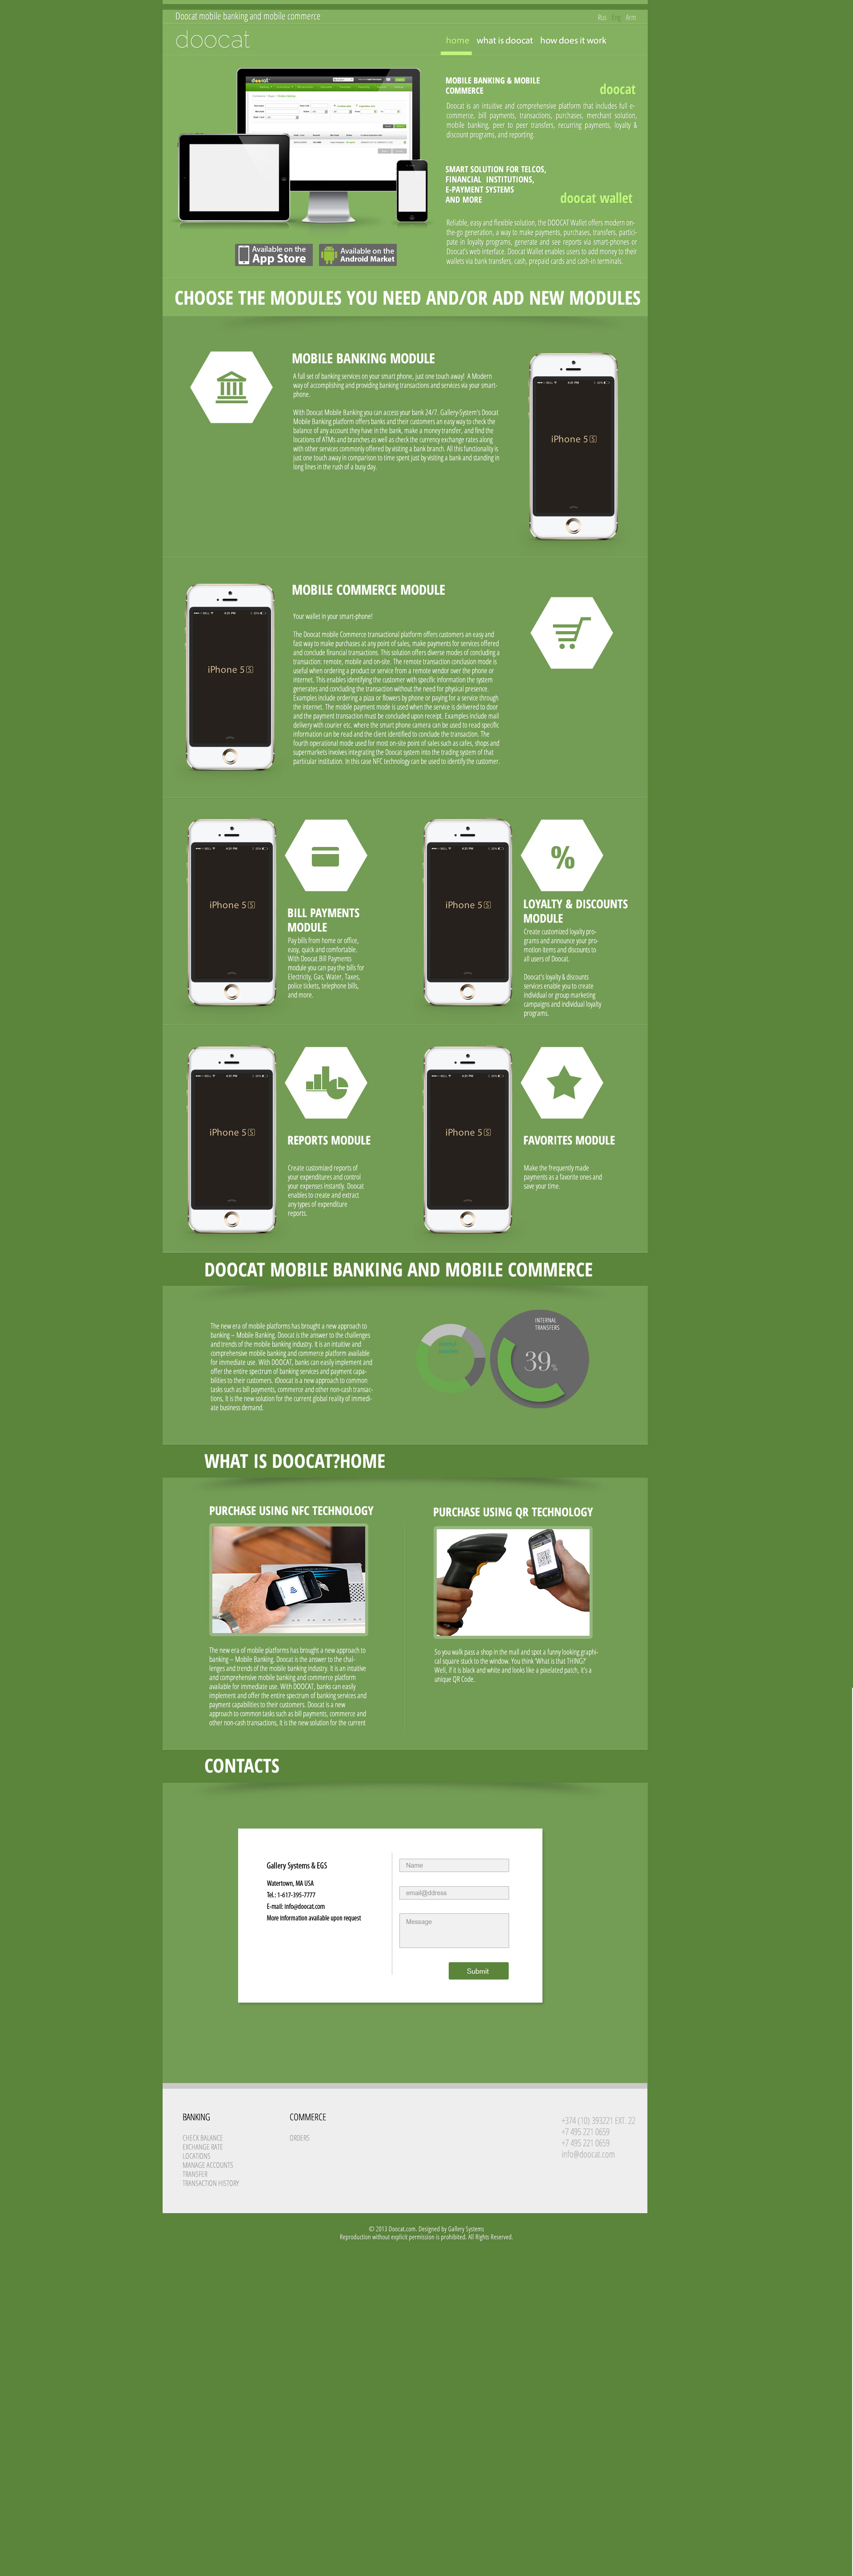 Doocat mobile banking and mobile commerce
Rus
Arm
doocat
home what is doocat how does it work
MOBILE BANKING & MOBILE
COMMERCE
doocat
Doocat is an intuitive and comprehensive platform that includes full e-
commerce, bill payments, transactions, purchases, merchant solution,
mobile banking, peer to peer transfers, recurring payments, loyalty &
discount programs, and reporting.
SMART SOLUTION FOR TELCOS,
FINANCIAL INSTITUTIONS,
E-PAYMENT SYSTEMS
AND MORE
doocat wallet
Reliable, easy and flexible solution, the DOOCAT Wallet offers modern on-
the-go generation, a way to make payments, purchases, transfers, partici-
pate in loyalty programs, generate and see reports via smart-phones or
Doocat's web interface. Doocat Wallet enables users to add money to their
wallets via bank transfers, cash, prepaid cards and cash-in terminals.
Available on the
App Store
Available on the
Android Market
CHOOSE THE MODULES YOU NEED AND/OR ADD NEW MODULES
MOBILE BANKING MODULE
A full set of banking services on your smart phone, just one touch away! A Modern
way of accomplishing and providing banking transactions and services via your smart-
phone.
With Doocat Mobile Banking you can access your bank 24/7. Gallery-System's Doocat
Mobile Banking platform offers banks and their customers an easy way to check the
balance of any account they have in the bank, make a money transfer, and find the
locations of ATMs and branches as well as check the currency exchange rates along
with other services commonly offered by visiting a bank branch. All this functionality is
just one touch away in comparison to time spent just by visiting a bank and standing in
long lines in the rush of a busy day.
iPhone 5S
MOBILE COMMERCE MODULE
Your wallet in your smart-phone!
The Doocat mobile Commerce transactional platform offers customers an easy and
fast way to make purchases at any point of sales, make payments for services offered
and conclude financial transactions. This solution offers diverse modes of concluding a
transaction: remote, mobile and on-site. The remote transaction conclusion mode is
useful when ordering a product or service from a remote vendor over the phone or
internet. This enables identifying the customer with specific information the system
generates and concluding the transaction without the need for physical presence.
Examples include ordering a pizza or flowers by phone or paying for a service through
the internet. The mobile payment mode is used when the service is delivered to door
and the payment transaction must be concluded upon receipt. Examples include mail
delivery with courier etc. where the smart phone camera can be used to read specific
information can be read and the client identified to conclude the transaction. The
fourth operational mode used for most on-site point of sales such as cafes, shops and
supermarkets involves integrating the Doocat system into the trading system of that
particular institution. In this case NFC technology can be used to identify the customer.
iPhone 5S
iPhone 5S
BILL PAYMENTS
MODULE
Pay bills from home or office,
easy, quick and comfortable.
With Doocat Bill Payments
module you can pay the bills for
Electricity, Gas, Water, Taxes,
police tickets, telephone bills,
and more.
iPhone 5S
%
LOYALTY & DISCOUNTS
MODULE
Create customized loyalty pro-
grams and announce your pro-
motion items and discounts to
all users of Doocat.
Doocat's loyalty & discounts
services enable you to create
individual or group marketing
campaigns and individual loyalty
programs.
iPhone 5S
REPORTS MODULE
Create customized reports of
your expenditures and control
your expenses instantly. Doocat
enables to create and extract
any types of expenditure
reports.
iPhone 5S
FAVORITES MODULE
Make the frequently made
payments as a favorite ones and
save your time.
DOOCAT MOBILE BANKING AND MOBILE COMMERCE
The new era of mobile platforms has brought a new approach to
banking – Mobile Banking. Doocat is the answer to the challenges
and trends of the mobile banking industry. It is an intuitive and
comprehensive mobile banking and commerce platform available
for immediate use. With DOOCAT, banks can easily implement and
offer the entire spectrum of banking services and payment capa-
bilities to their customers. \Doocat is a new approach to common
tasks such as bill payments, commerce and other non-cash transac-
tions, it is the new solution for the current global reality of immedi-
ate business demand.
INTERNAL
TRANSFERS
39%
WHAT IS DOOCAT?HOME
PURCHASE USING NFC TECHNOLOGY
The new era of mobile platforms has brought a new approach to
banking – Mobile Banking. Doocat is the answer to the chal-
lenges and trends of the mobile banking industry. It is an intuitive
and comprehensive mobile banking and commerce platform
available for immediate use. With DOOCAT, banks can easily
implement and offer the entire spectrum of banking services and
payment capabilities to their customers. Doocat is a new
approach to common tasks such as bill payments, commerce and
other non-cash transactions, it is the new solution for the current
PURCHASE USING QR TECHNOLOGY
So you walk pass a shop in the mall and spot a funny looking graphi-
cal square stuck to the window. You think 'What is that THING?'
Well, if it is black and white and looks like a pixelated patch, it's a
unique QR Code.
CONTACTS
Gallery Systems & EGS
Watertown, MA USA
Tel.: 1-617-395-7777
E-mail: info@doocat.com
More information available upon request
Name
email@ddress
Message
Submit
BANKING
CHECK BALANCE
EXCHANGE RATE
LOCATIONS
MANAGE ACCOUNTS
TRANSFER
TRANSACTION HISTORY
COMMERCE
ORDERS
+374 (10) 393221 EXT. 22
+7 495 221 0659
+7 495 221 0659
info@doocat.com
© 2013 Doocat.com. Designed by Gallery Systems
Reproduction without explicit permission is prohibited. All Rights Reserved.